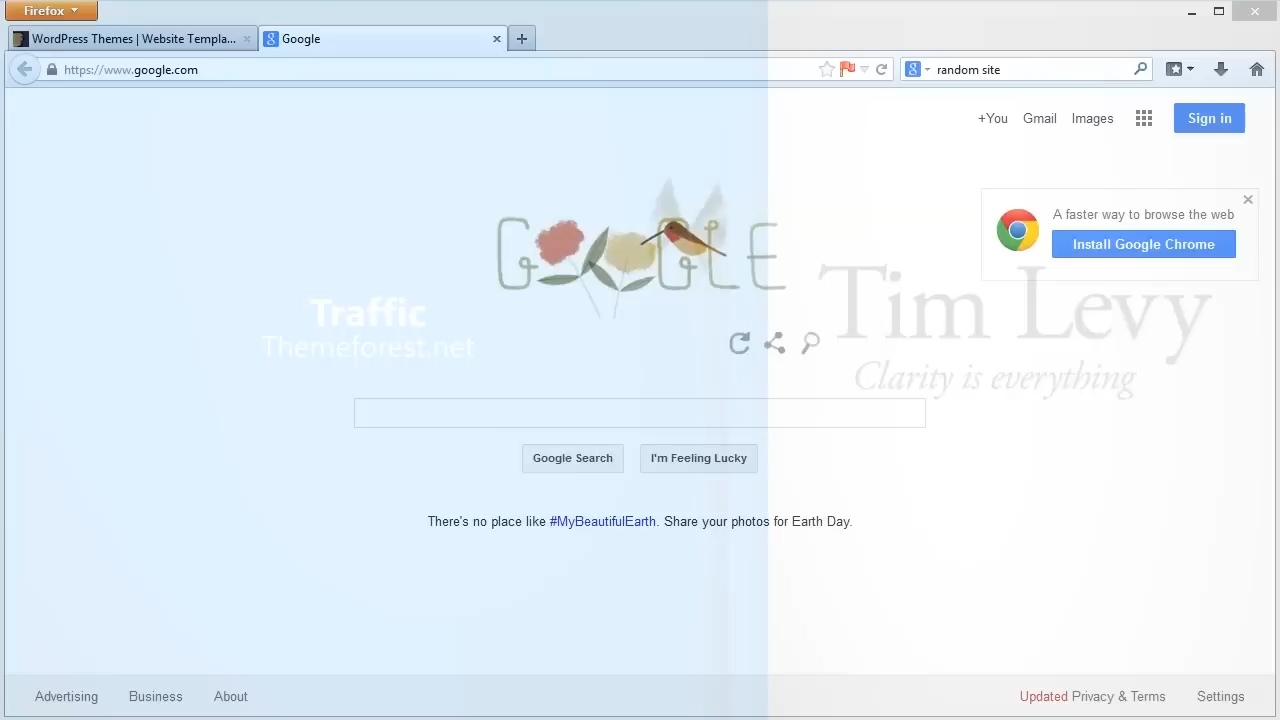 Firefox
WordPress Themes | Website Templa...
Google
https://www.google.com
random site
+You Gmail Images Sign in
GOOGLE
A faster way to browse the web
Install Google Chrome
Traffic
Themeforest.net
Tim Levy
Clarity is everything
Google Search
I'm Feeling Lucky
There's no place like #MyBeautifulEarth. Share your photos for Earth Day.
Advertising Business About
Updated Privacy & Terms Settings